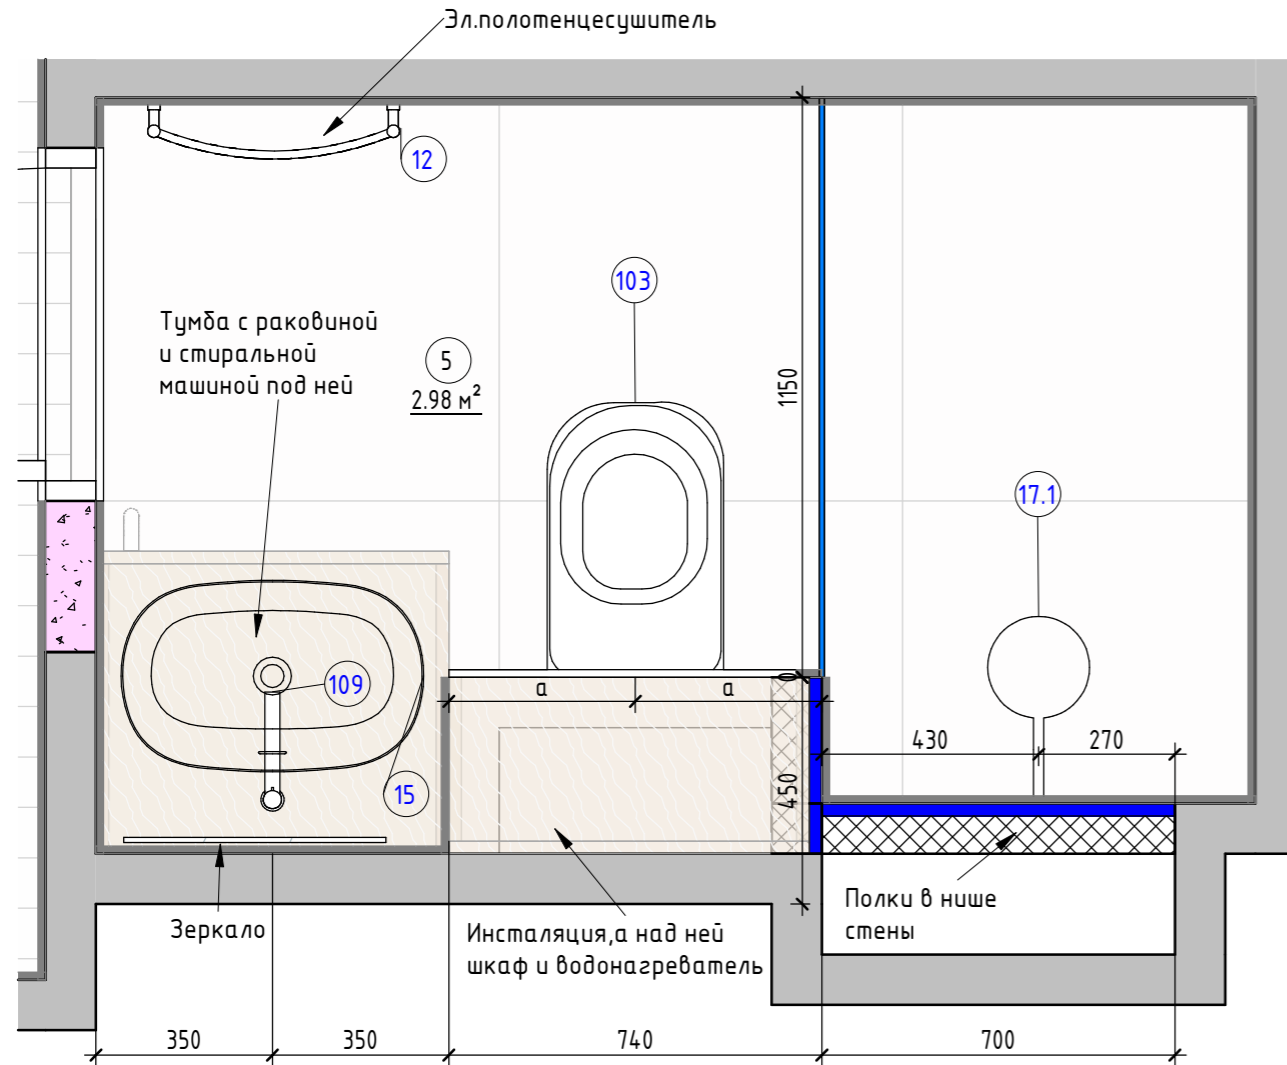 Эл.полотенцесушитель
12
103
Тумба с раковиной
и стиральной
машиной под ней
5
2.98 м²
1150
17.1
a
a
0
109
430
270
15
450
Зеркало
Инсталяция,а над ней
шкаф и водонагреватель
Полки в нише
стены
350
350
740
700